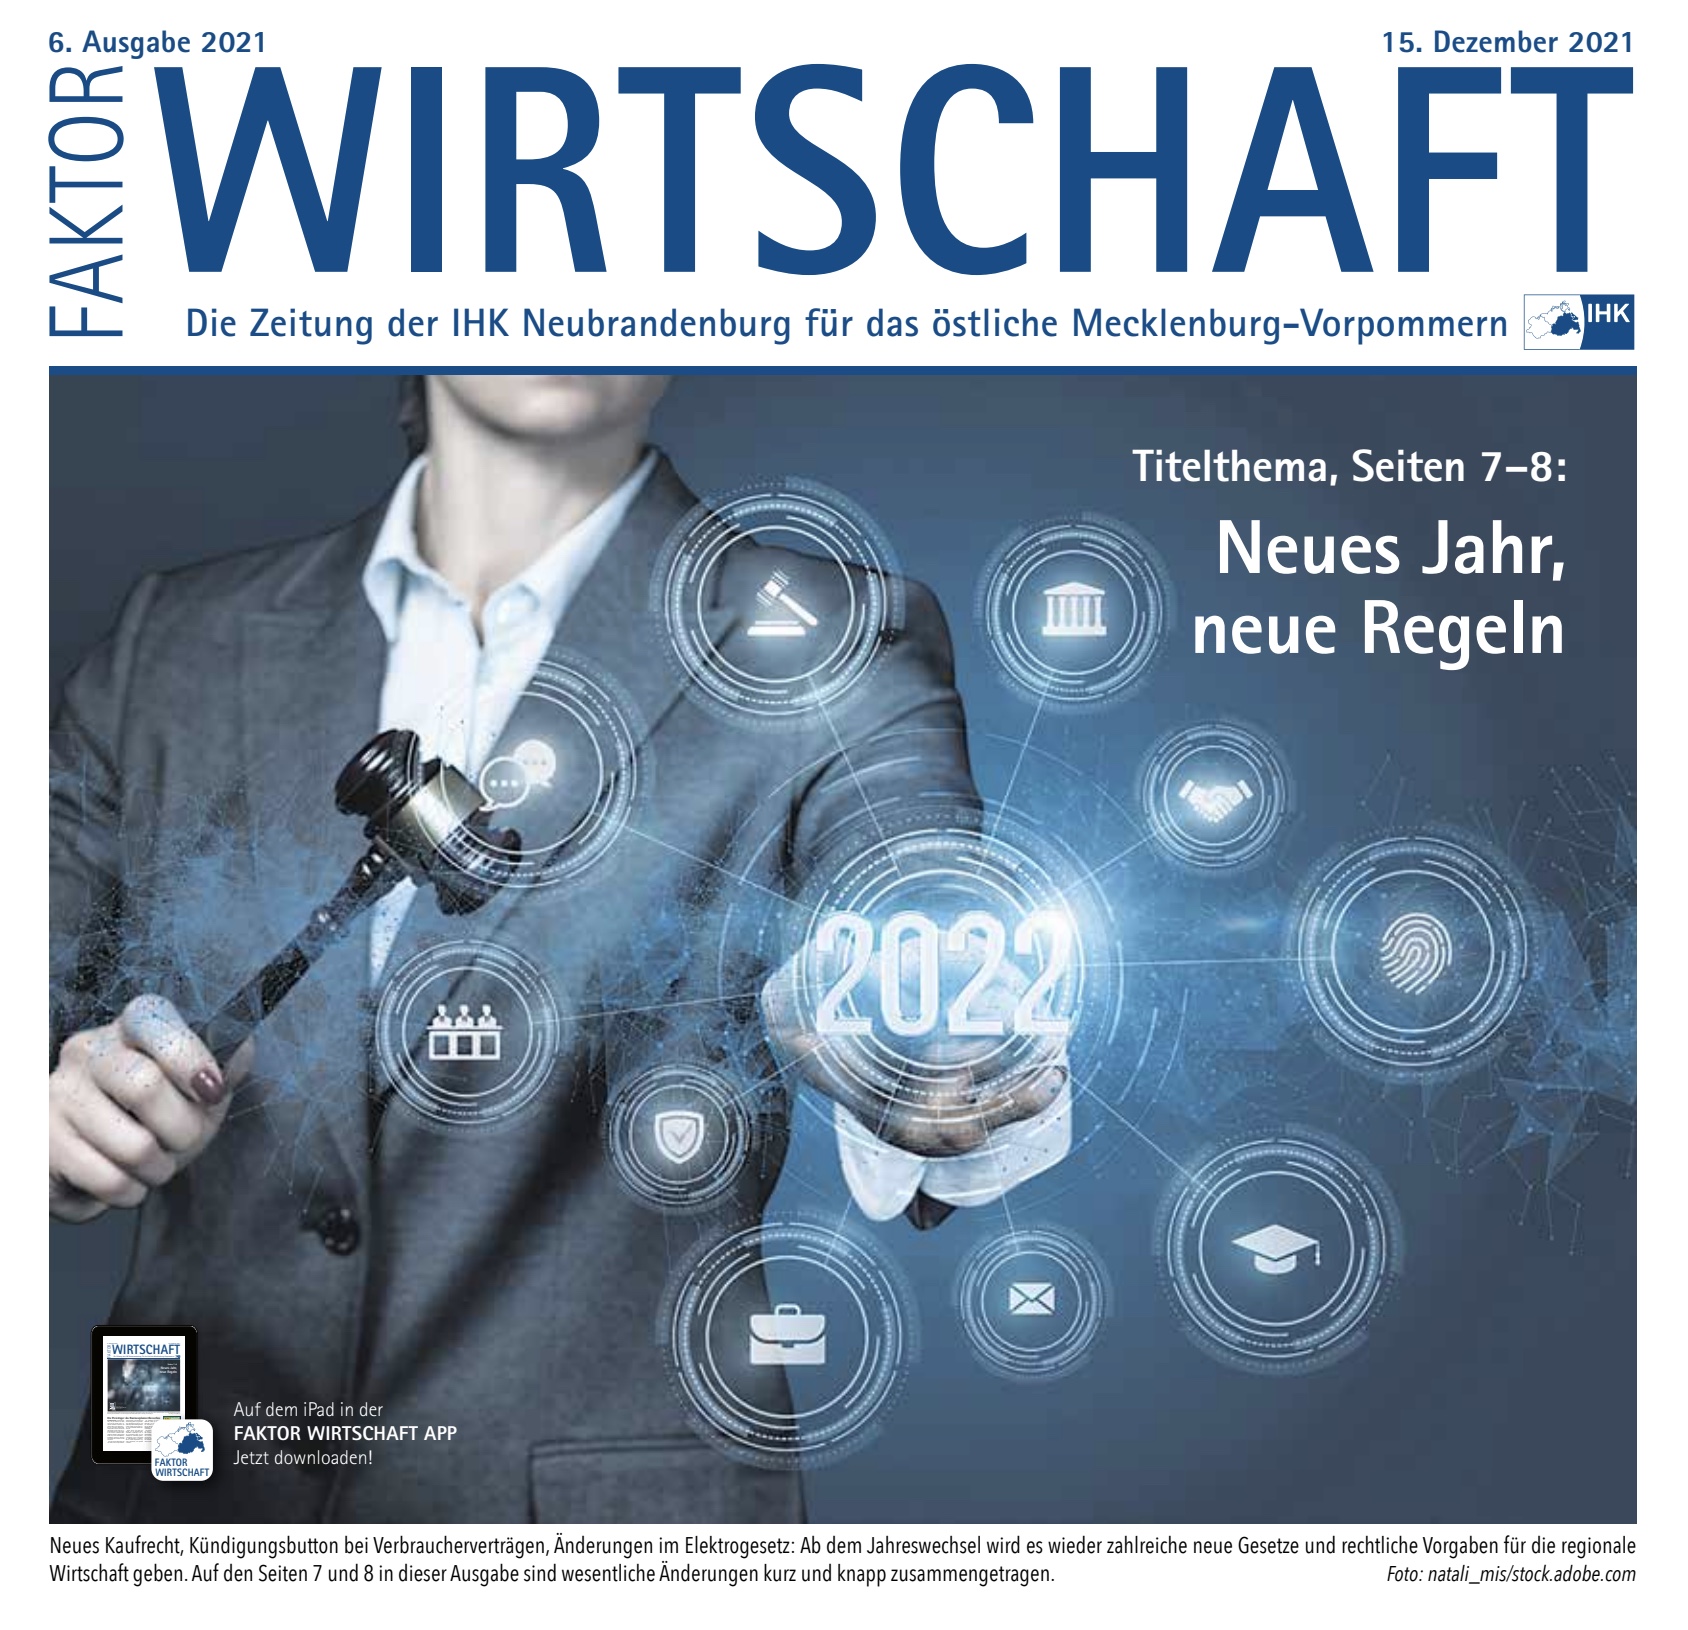 6. Ausgabe 2021
15. Dezember 2021
FAKTOR
WIRTSCHAFT
Die Zeitung der IHK Neubrandenburg für das östliche Mecklenburg-Vorpommern
IHK
Titelthema, Seiten 7–8:
Neues Jahr,
neue Regeln
2022
WIRTSCHAFT
FAKTOR
WIRTSCHAFT
Auf dem iPad in der
FAKTOR WIRTSCHAFT APP
Jetzt downloaden!
Neues Kaufrecht, Kündigungsbutton bei Verbraucherverträgen, Änderungen im Elektrogesetz: Ab dem Jahreswechsel wird es wieder zahlreiche neue Gesetze und rechtliche Vorgaben für die regionale
Wirtschaft geben. Auf den Seiten 7 und 8 in dieser Ausgabe sind wesentliche Änderungen kurz und knapp zusammengetragen.
Foto: natali_mis/stock.adobe.com